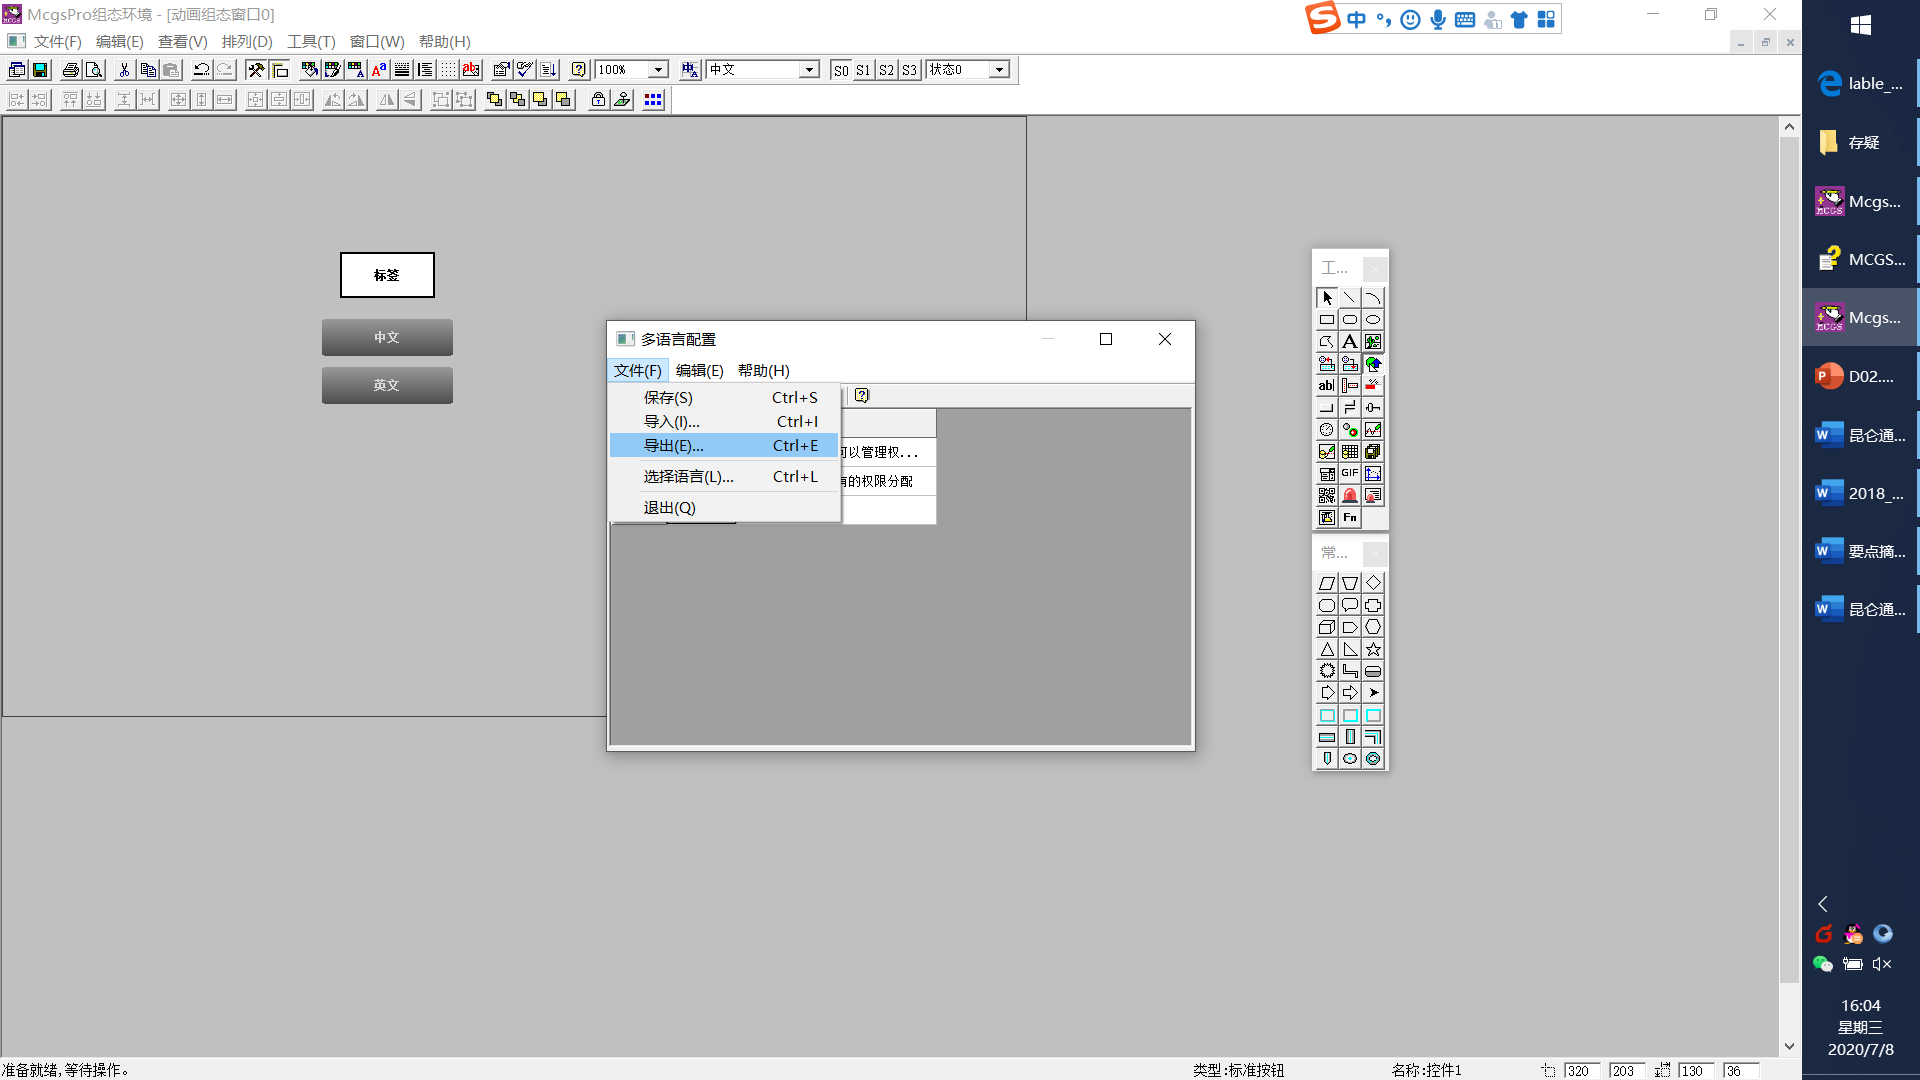 McgsPro组态环境 - [动画组态窗口0]
文件(F) 编辑(E) 查看(V) 排列(D) 工具(T) 窗口(W) 帮助(H)
100% 中文 S0 S1 S2 S3 状态0
标签
中文
英文
多语言配置
文件(F) 编辑(E) 帮助(H)
保存(S) Ctrl+S
导入(I)... Ctrl+I
导出(E)... Ctrl+E
选择语言(L)... Ctrl+L
退出(Q)
可以管理权...
有的权限分配
工...
A
ab|
GIF
Fn
常...
中
lable_...
存疑
Mcgs...
MCGS...
Mcgs...
D02....
昆仑通...
2018_...
要点摘...
昆仑通...
16:04
星期三
2020/7/8
准备就绪,等待操作。 类型:标准按钮 名称:控件1 320 203 130 36